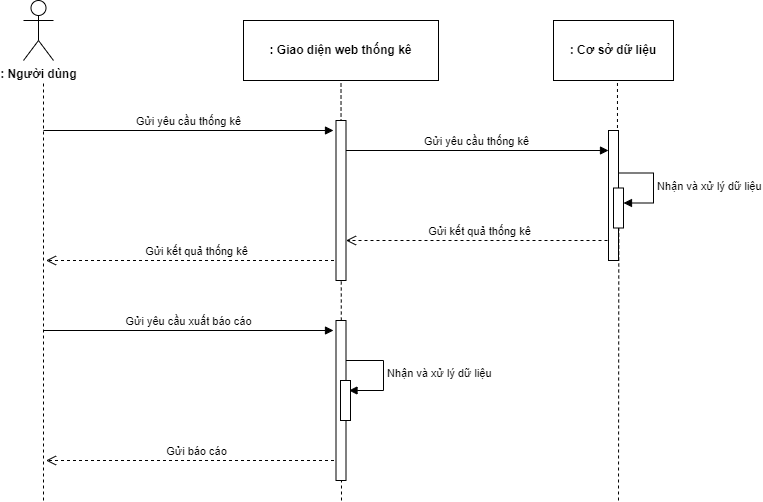 : Người dùng
: Giao diện web thống kê
: Cơ sở dữ liệu
Gửi yêu cầu thống kê
Gửi yêu cầu thống kê
Nhận và xử lý dữ liệu
Gửi kết quả thống kê
Gửi kết quả thống kê
Gửi yêu cầu xuất báo cáo
Nhận và xử lý dữ liệu
Gửi báo cáo